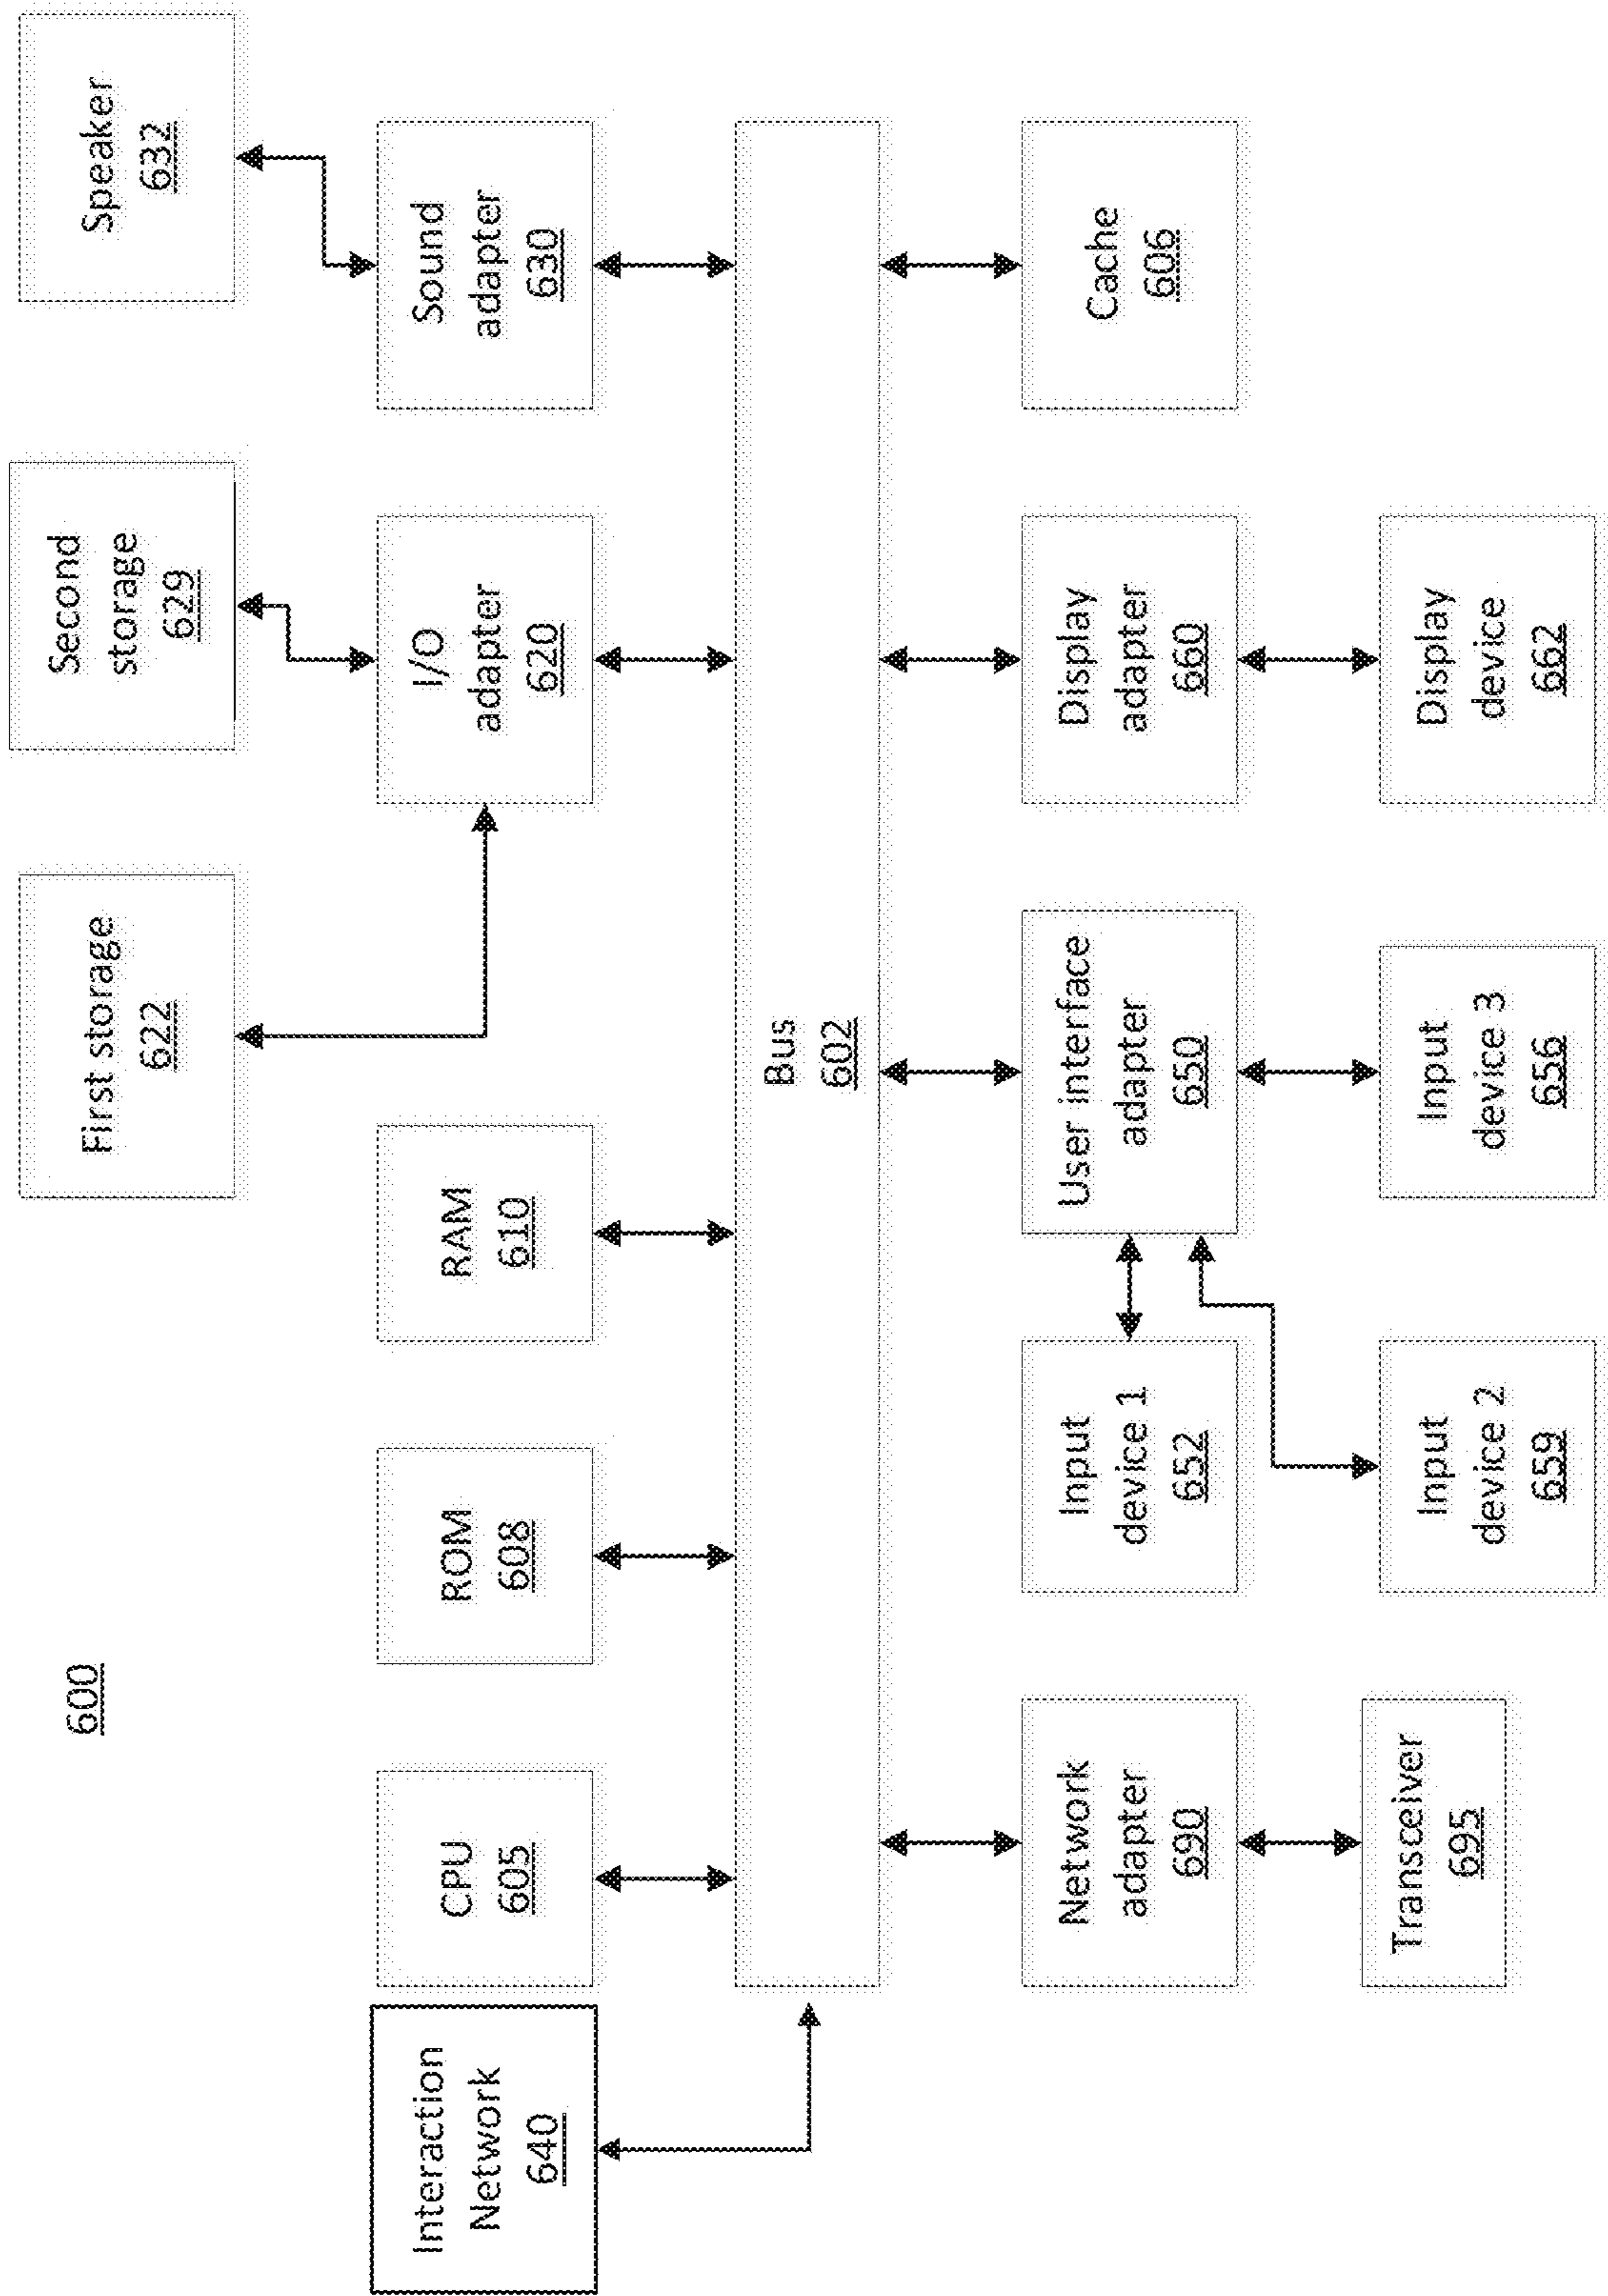 600
First storage
622
Second
storage
629
Speaker
632
Interaction
Network
640
CPU
605
ROM
608
RAM
610
I/O
adapter
620
Sound
adapter
630
Bus
602
Network
adapter
690
Input
device 1
652
User interface
adapter
650
Display
adapter
660
Cache
606
Transceiver
695
Input
device 2
659
Input
device 3
656
Display
device
662